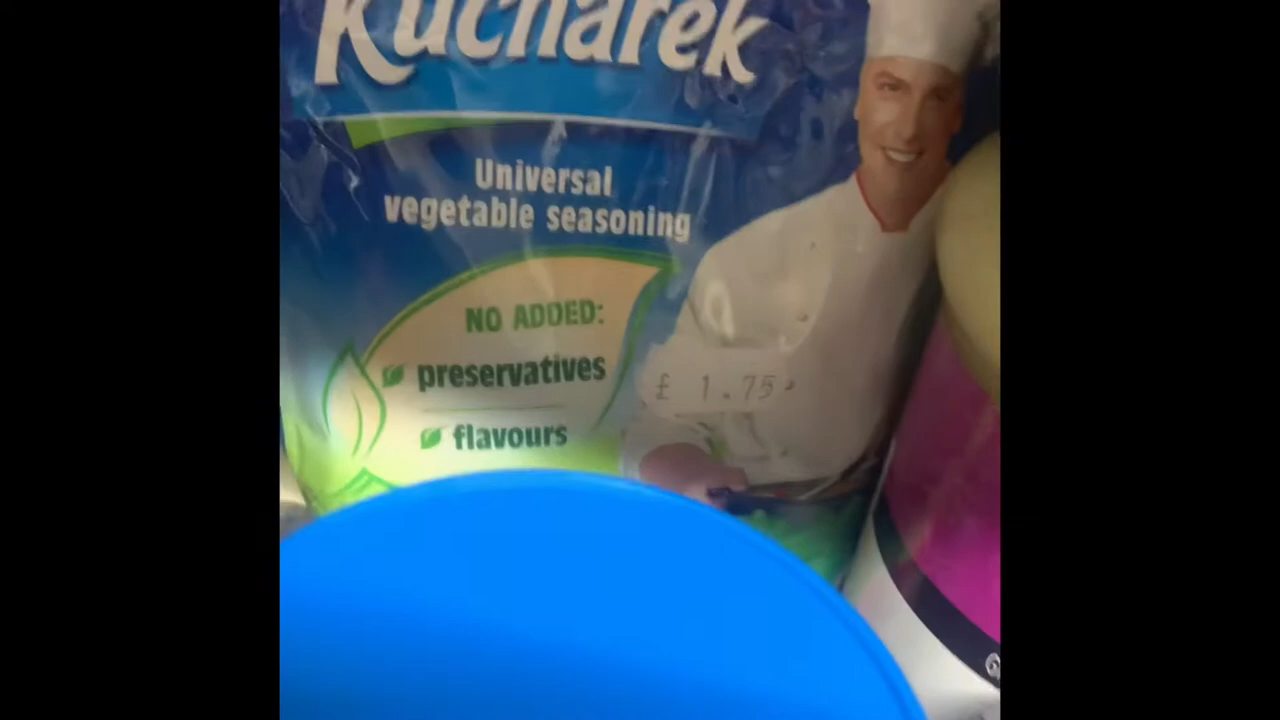 Kucharek
Universal
vegetable seasoning
NO ADDED:
preservatives
flavours
£ 1.75